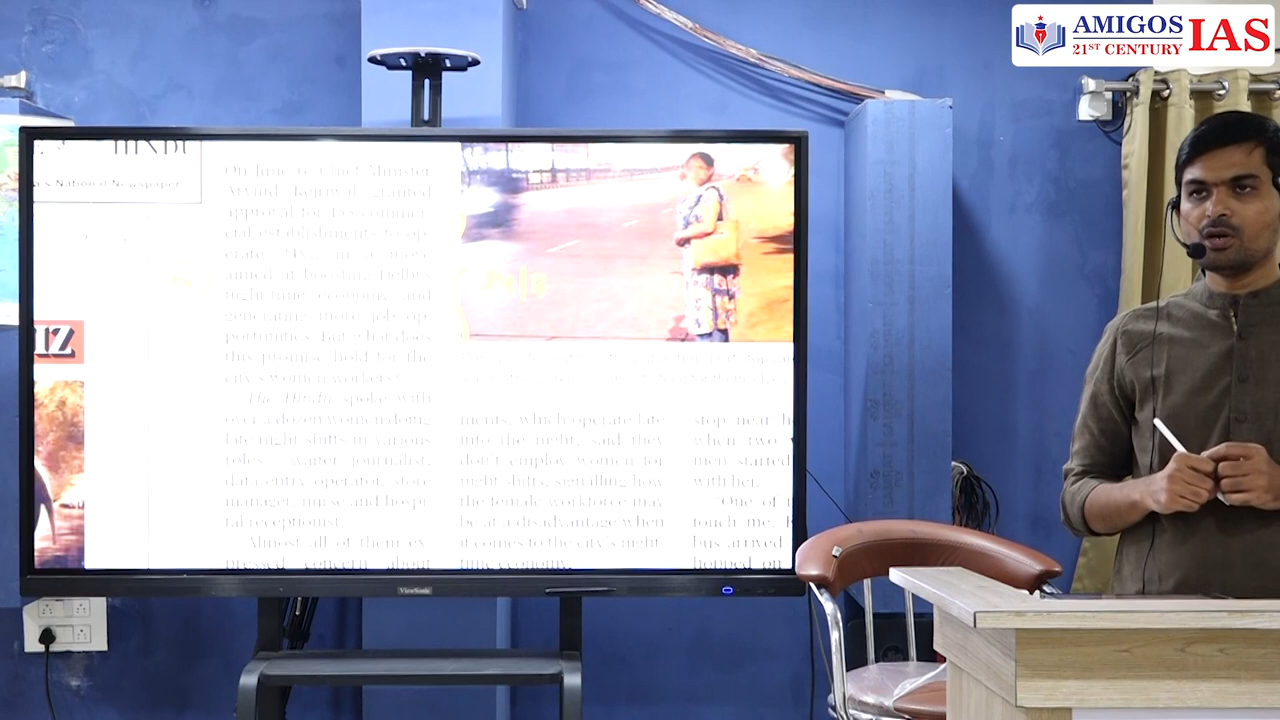 AMIGOS
21ST CENTURY
IAS
HINDU
a's National Newspaper
IZ
On Chief Minister
Arvind Kejriwal granted
approval for 155 commer-
cial establishments to op-
erate 24x7, in a move
aimed at boosting Delhi's
night-time economy and
generating more job op-
portunities. But what does
this promise hold for the
city's women workers?
The Hindu spoke with
over a dozen women doing
late night shifts in various
roles waiter, journalist,
data entry operator, store
manager, nurse and hospi-
tal receptionist.
Almost all of them ex-
pressed concern about
ments, which operate late
into the night, said they
don't employ women for
night shifts, signalling how
the female workforce may
be at a disadvantage when
it comes to the city's night-
time economy.
stop near h
when two
men started
with her.
"One of
touch me.
bus arrived
hopped on
ViewSonic